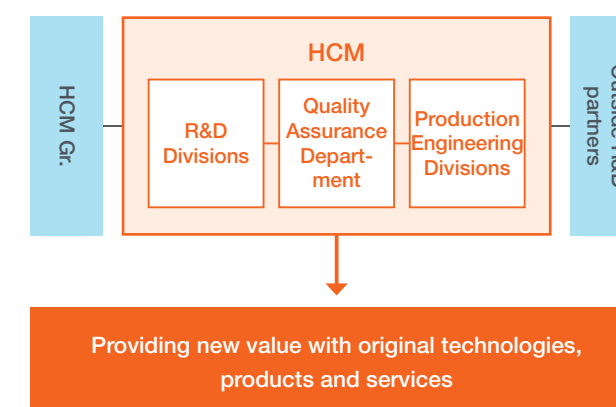 HCM
HCM Gr.
R&D
Divisions
Quality
Assurance
Depart-
ment
Production
Engineering
Divisions
partners
Providing new value with original technologies,
products and services